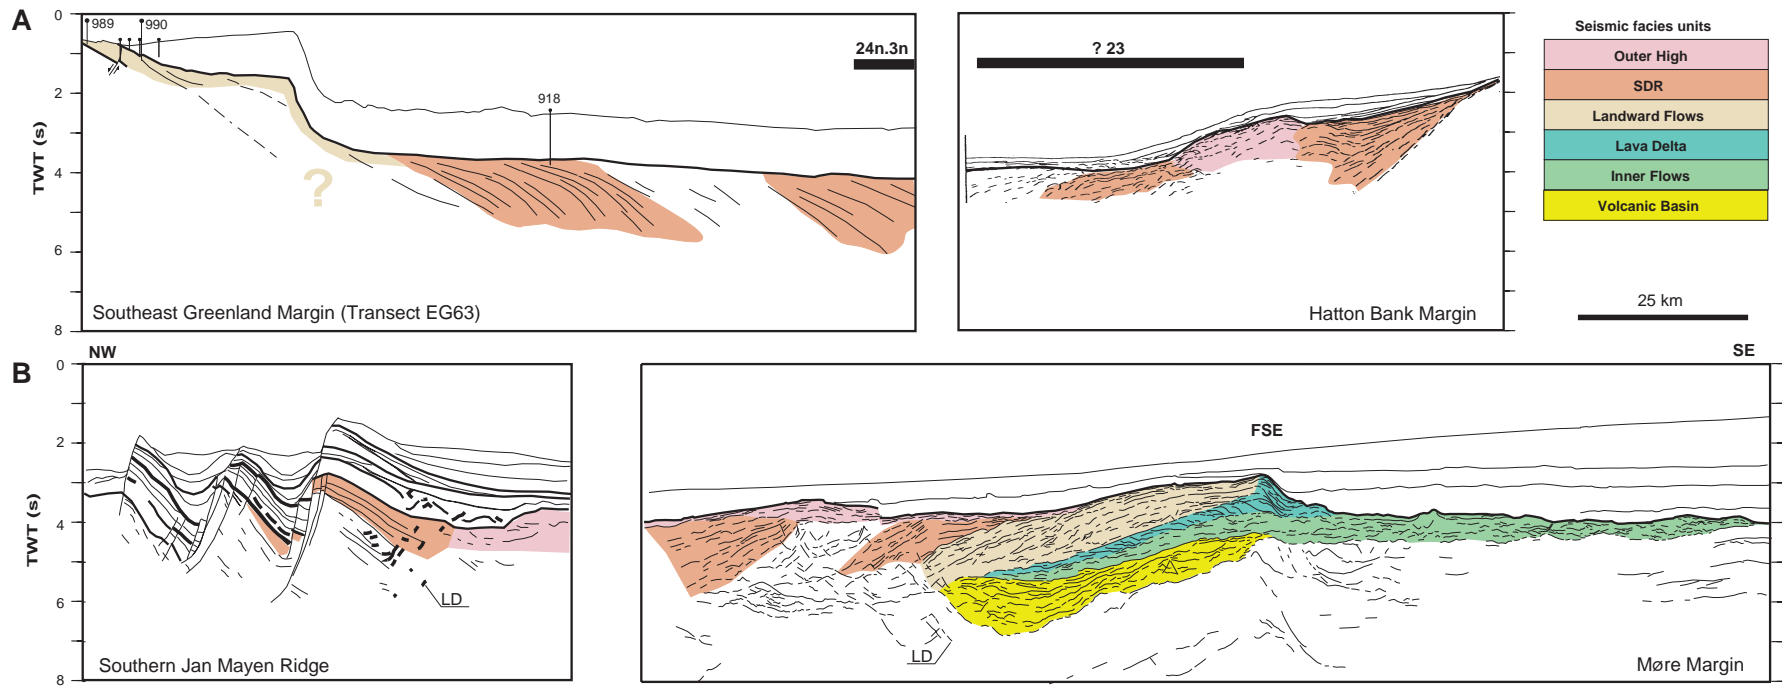 A
TWT (s)
0
2
4
6
8
989
990
918
24n.3n
?
Southeast Greenland Margin (Transect EG63)
? 23
Hatton Bank Margin
Seismic facies units
Outer High
SDR
Landward Flows
Lava Delta
Inner Flows
Volcanic Basin
25 km
B
NW
SE
TWT (s)
0
2
4
6
8
LD
Southern Jan Mayen Ridge
FSE
LD
Møre Margin